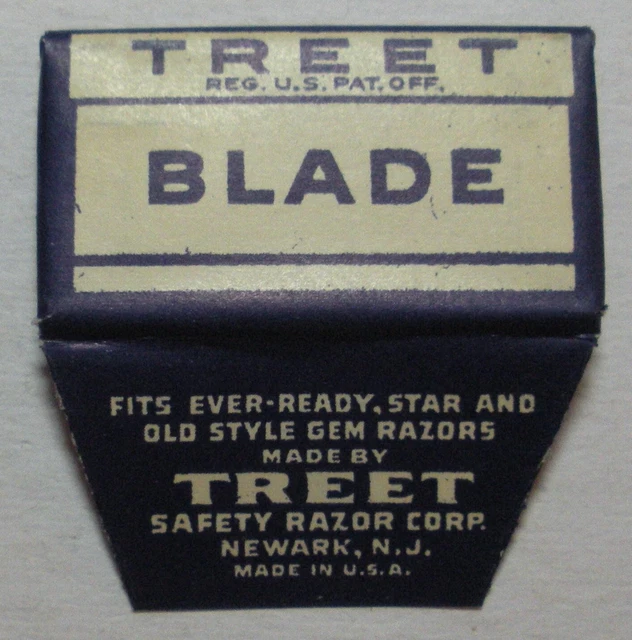 TREET
REG. U.S. PAT. OFF.
BLADE
FITS EVER-READY, STAR AND
OLD STYLE GEM RAZORS
MADE BY
TREET
SAFETY RAZOR CORP.
NEWARK, N.J.
MADE IN U.S.A.